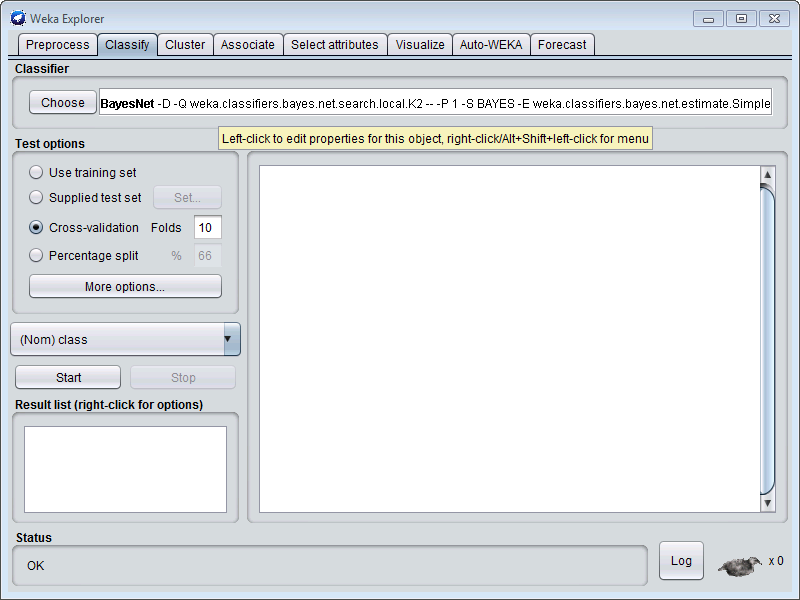 Weka Explorer
Preprocess Classify Cluster Associate Select attributes Visualize Auto-WEKA Forecast
Classifier
Choose BayesNet -D -Q weka.classifiers.bayes.net.search.local.K2 -- -P 1 -S BAYES -E weka.classifiers.bayes.net.estimate.Simple
Left-click to edit properties for this object, right-click/Alt+Shift+left-click for menu
Test options
Use training set
Supplied test set Set...
Cross-validation Folds 10
Percentage split % 66
More options...
(Nom) class
Start Stop
Result list (right-click for options)
Status
OK
Log x 0